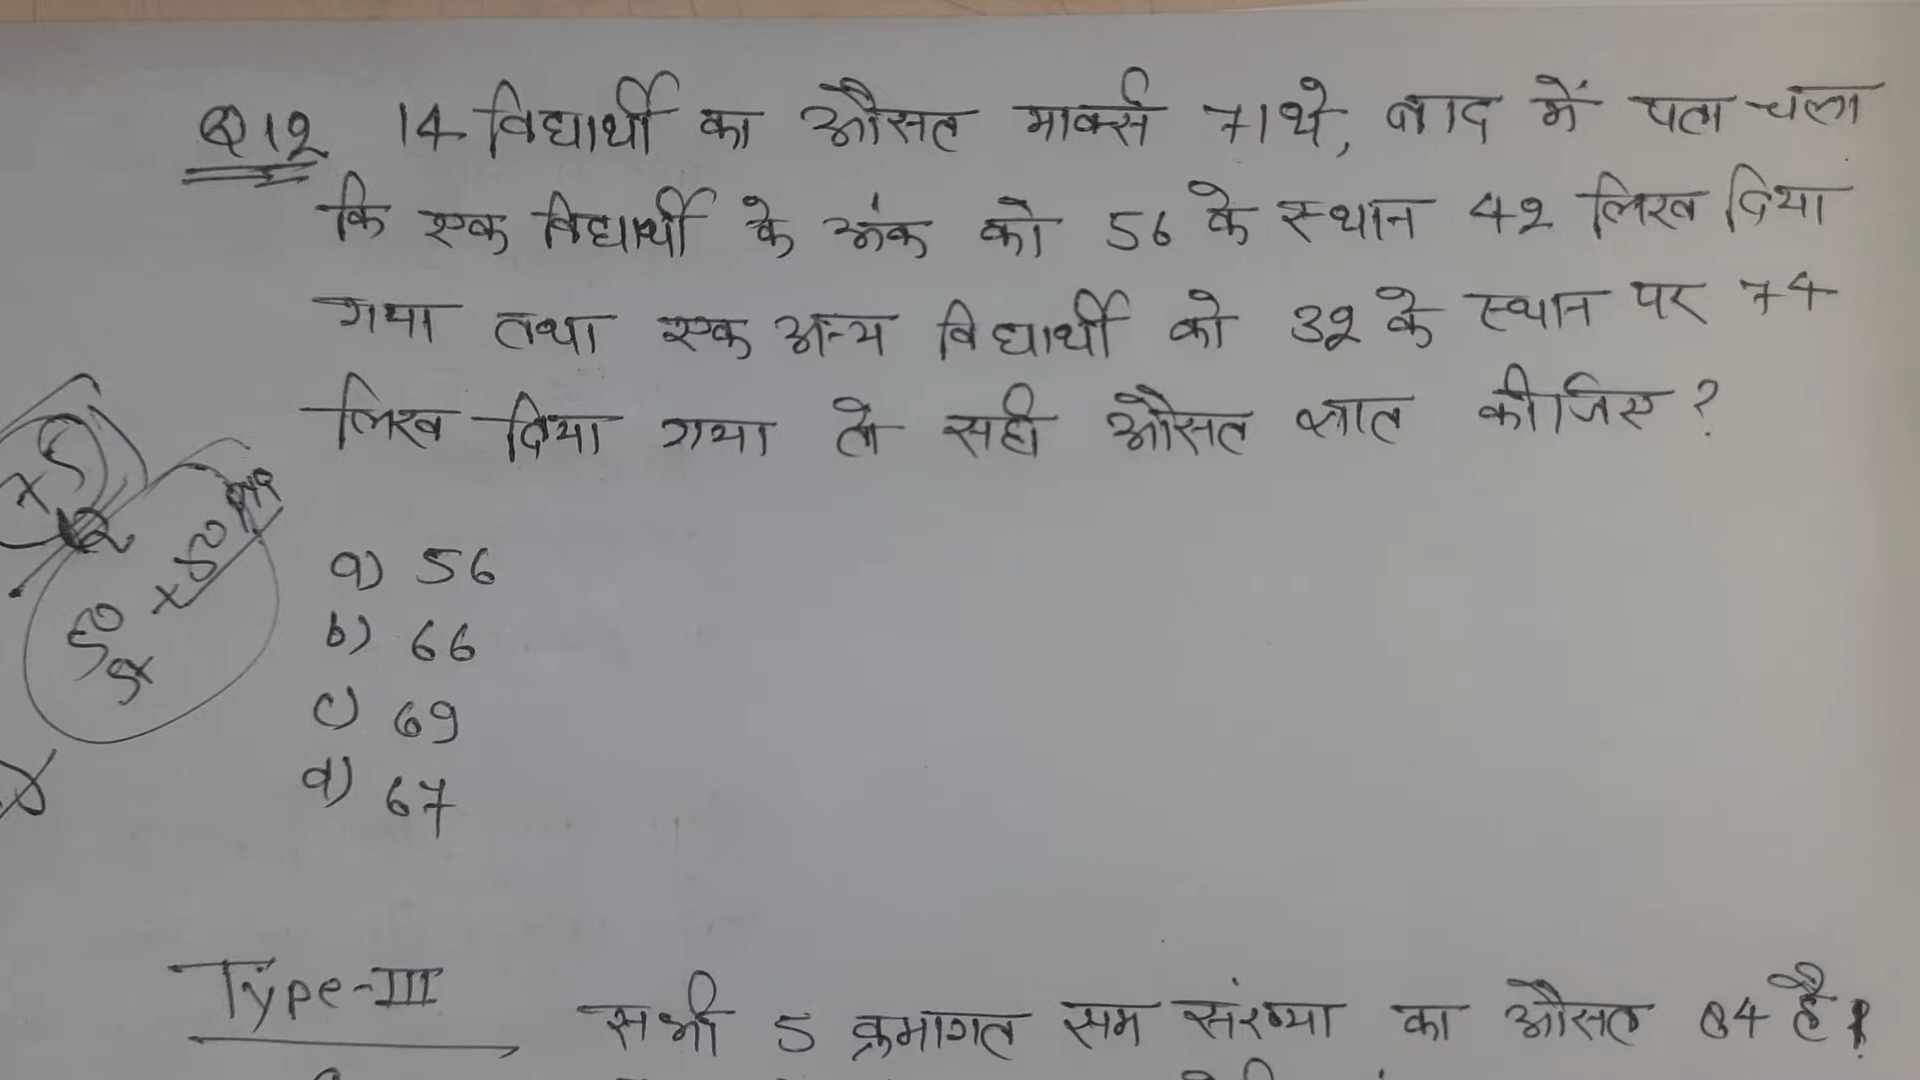 Q12 14 विद्यार्थी का औसत मार्क्स 71 थे, बाद में पता चला
कि एक विद्यार्थी के अंक को 56 के स्थान 42 लिख दिया
गया तथा एक अन्य विद्यार्थी को 32 के स्थान पर 74
लिख दिया गया तो सही औसत ज्ञात कीजिए?
a) 56
b) 66
c) 69
d) 67
Type-III
सभी 5 क्रमागत सम संख्या का औसत 84 है।